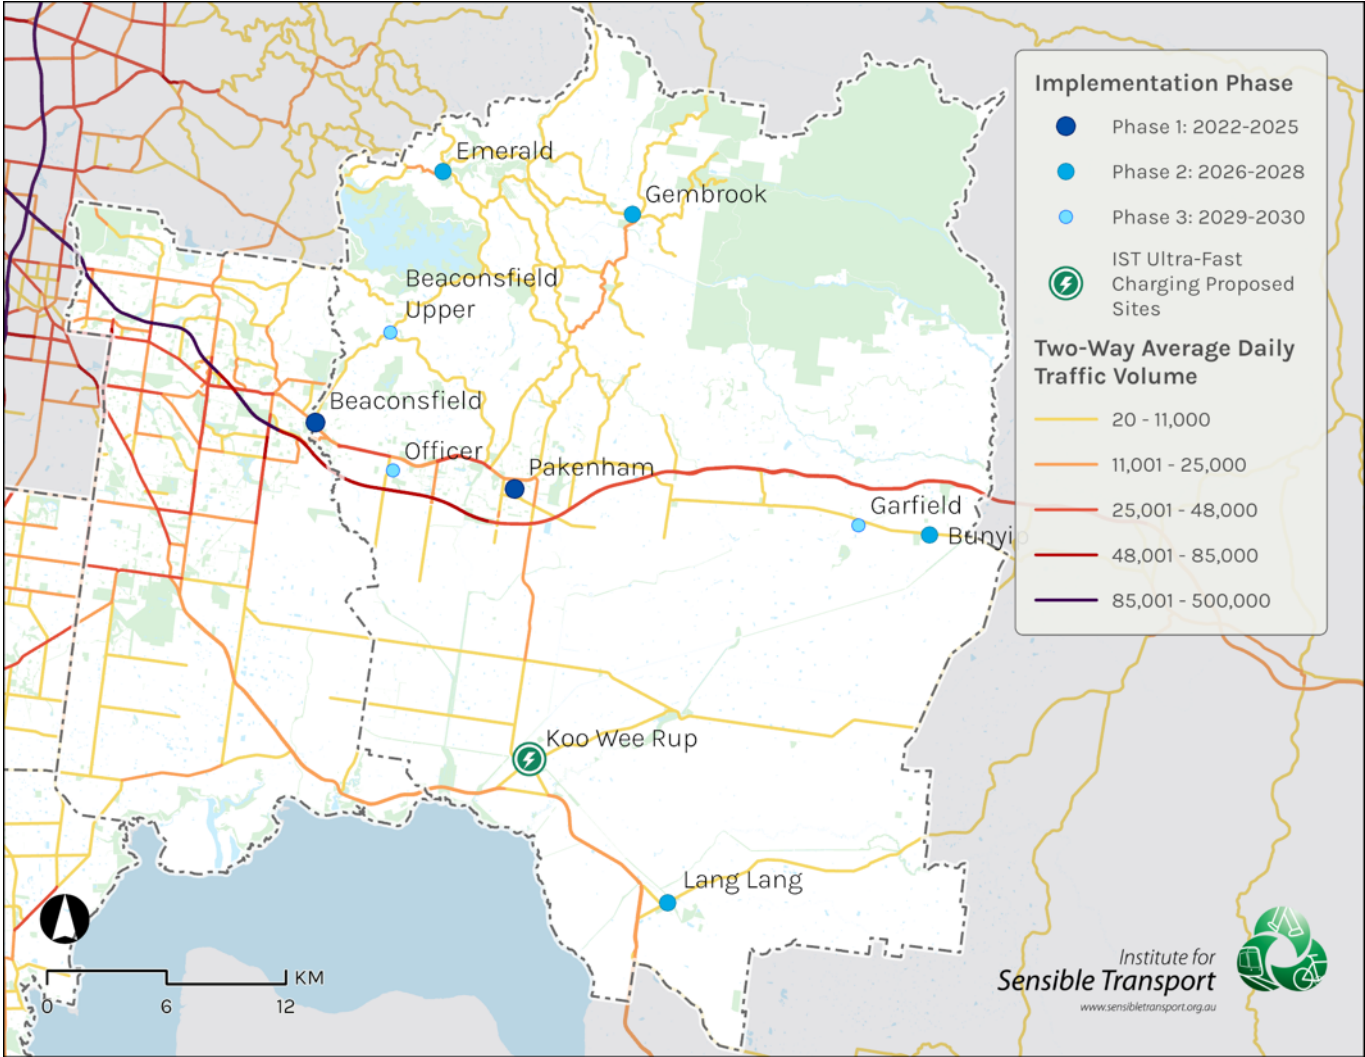 Emerald
Gembrook
Beaconsfield
Upper
Beaconsfield
Officer
Pakenham
Garfield
Bunyip
Koo Wee Rup
Lang Lang
Implementation Phase
Phase 1: 2022-2025
Phase 2: 2026-2028
Phase 3: 2029-2030
IST Ultra-Fast
Charging Proposed
Sites
Two-Way Average Daily
Traffic Volume
20 - 11,000
11,001 - 25,000
25,001 - 48,000
48,001 - 85,000
85,001 - 500,000
KM
0 6 12
Institute for
Sensible Transport
www.sensibletransport.org.au